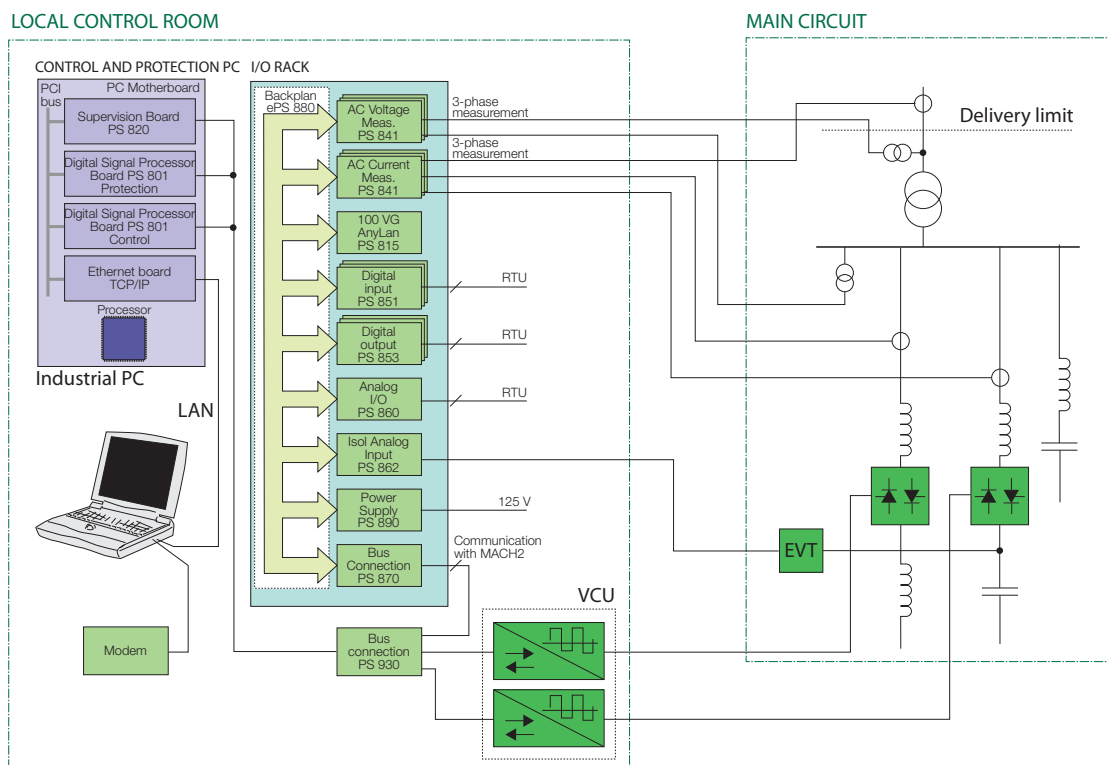 LOCAL CONTROL ROOM
MAIN CIRCUIT
CONTROL AND PROTECTION PC
I/O RACK
PCI
bus
PC Motherboard
Supervision Board
PS 820
Digital Signal Processor
Board PS 801
Protection
Digital Signal Processor
Board PS 801
Control
Ethernet board
TCP/IP
Processor
Industrial PC
LAN
Modem
Backplan
ePS 880
AC Voltage
Meas.
PS 841
AC Current
Meas.
PS 841
100 VG
AnyLan
PS 815
Digital
input
PS 851
Digital
output
PS 853
Analog
I/O
PS 860
Isol Analog
Input
PS 862
Power
Supply
PS 890
Bus
Connection
PS 870
Bus
connection
PS 930
3-phase
measurement
3-phase
measurement
RTU
RTU
RTU
125 V
Communication
with MACH2
VCU
Delivery limit
EVT